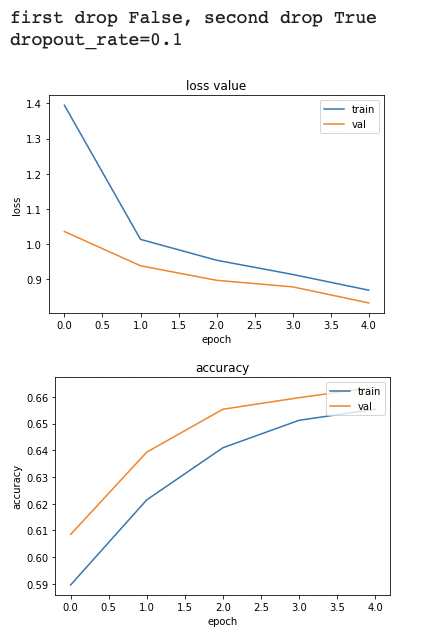 first drop False, second drop True
dropout_rate=0.1
loss value
train
val
1.4
1.3
1.2
1.1
1.0
0.9
loss
0.0 0.5 1.0 1.5 2.0 2.5 3.0 3.5 4.0
epoch
accuracy
train
val
0.66
0.65
0.64
0.63
0.62
0.61
0.60
0.59
accuracy
0.0 0.5 1.0 1.5 2.0 2.5 3.0 3.5 4.0
epoch